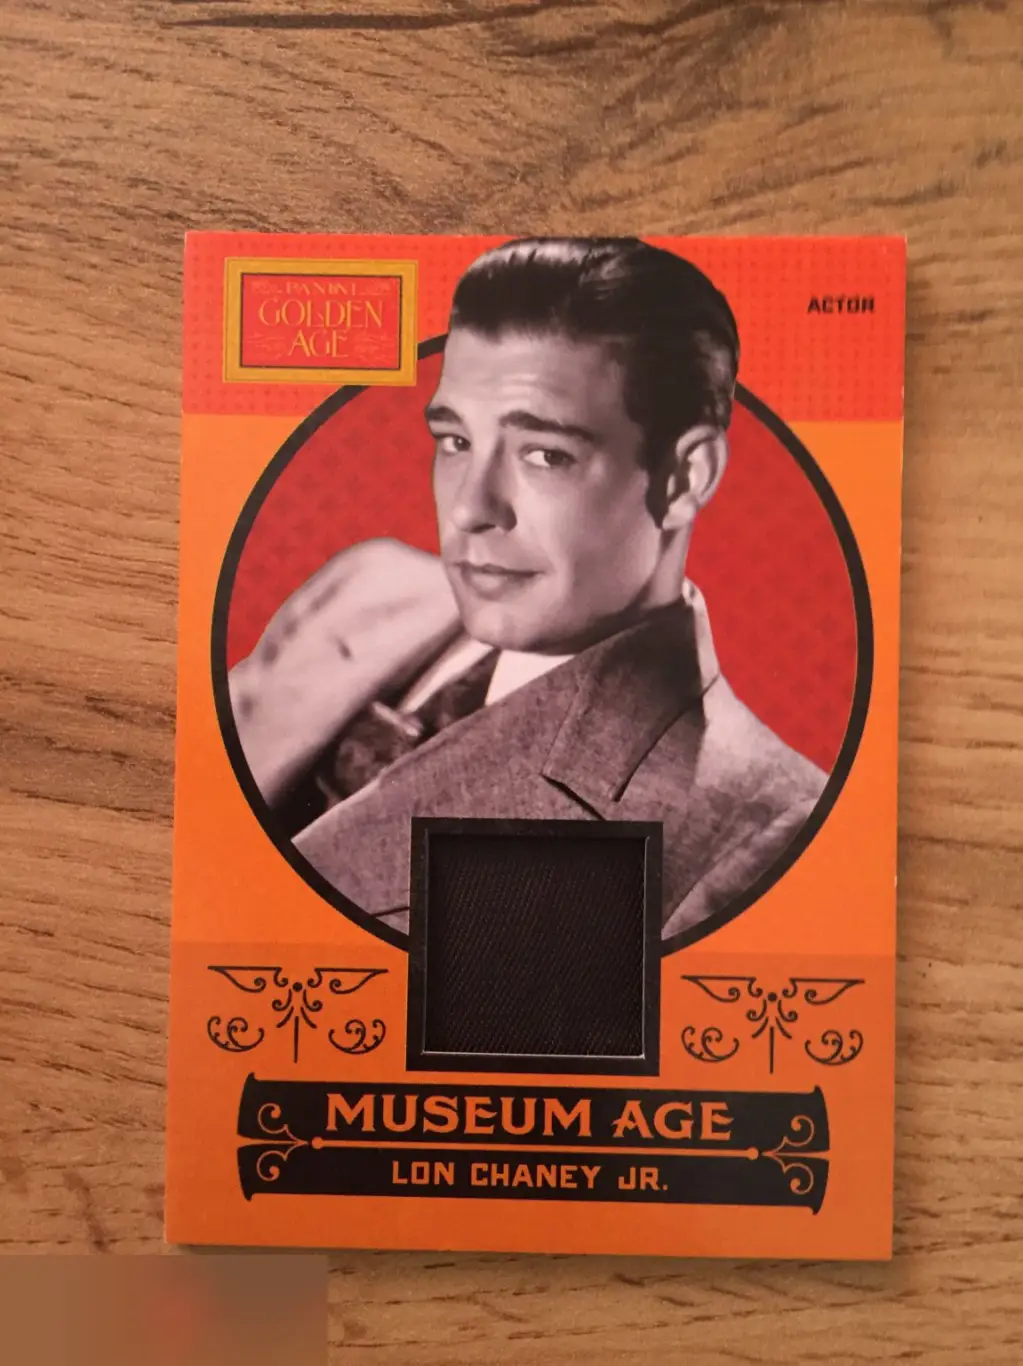 PANINI
GOLDEN
AGE
ACTOR
MUSEUM AGE
LON CHANEY JR.